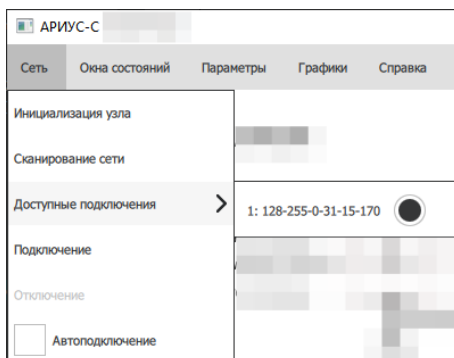 АРИУС-С
Сеть Окна состояний Параметры Графики Справка
Инициализация узла
Сканирование сети
Доступные подключения
1: 128-255-0-31-15-170
Подключение
Отключение
Автоподключение